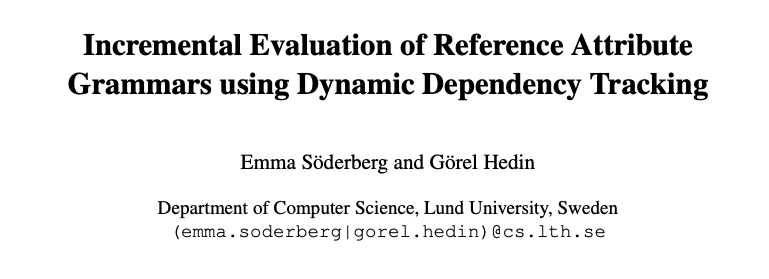 Incremental Evaluation of Reference Attribute
Grammars using Dynamic Dependency Tracking
Emma Söderberg and Görel Hedin
Department of Computer Science, Lund University, Sweden
(emma.soderberg|gorel.hedin)@cs.lth.se